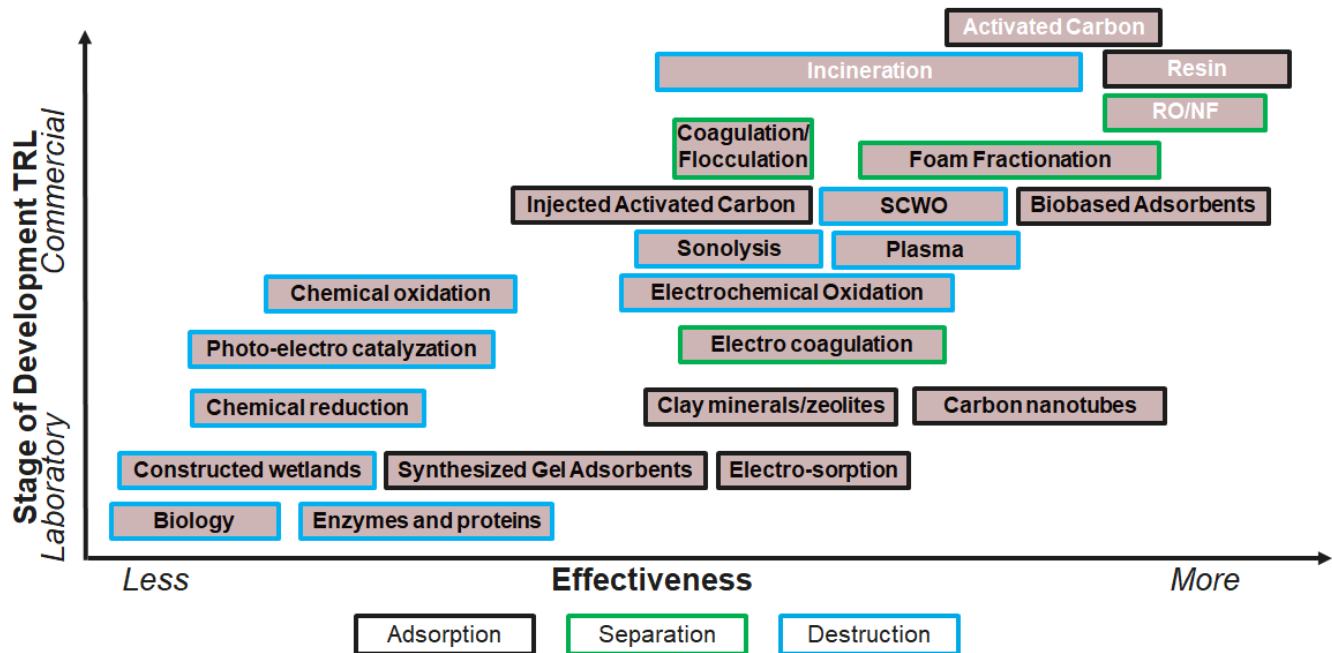 Activated Carbon
Incineration
Resin
RO/NF
Coagulation/
Flocculation
Foam Fractionation
Injected Activated Carbon
SCWO
Biobased Adsorbents
Sonolysis
Plasma
Chemical oxidation
Electrochemical Oxidation
Photo-electro catalyzation
Electro coagulation
Chemical reduction
Clay minerals/zeolites
Carbon nanotubes
Constructed wetlands
Synthesized Gel Adsorbents
Electro-sorption
Biology
Enzymes and proteins
Stage of Development TRL
Laboratory
Commercial
Less
Effectiveness
More
Adsorption
Separation
Destruction